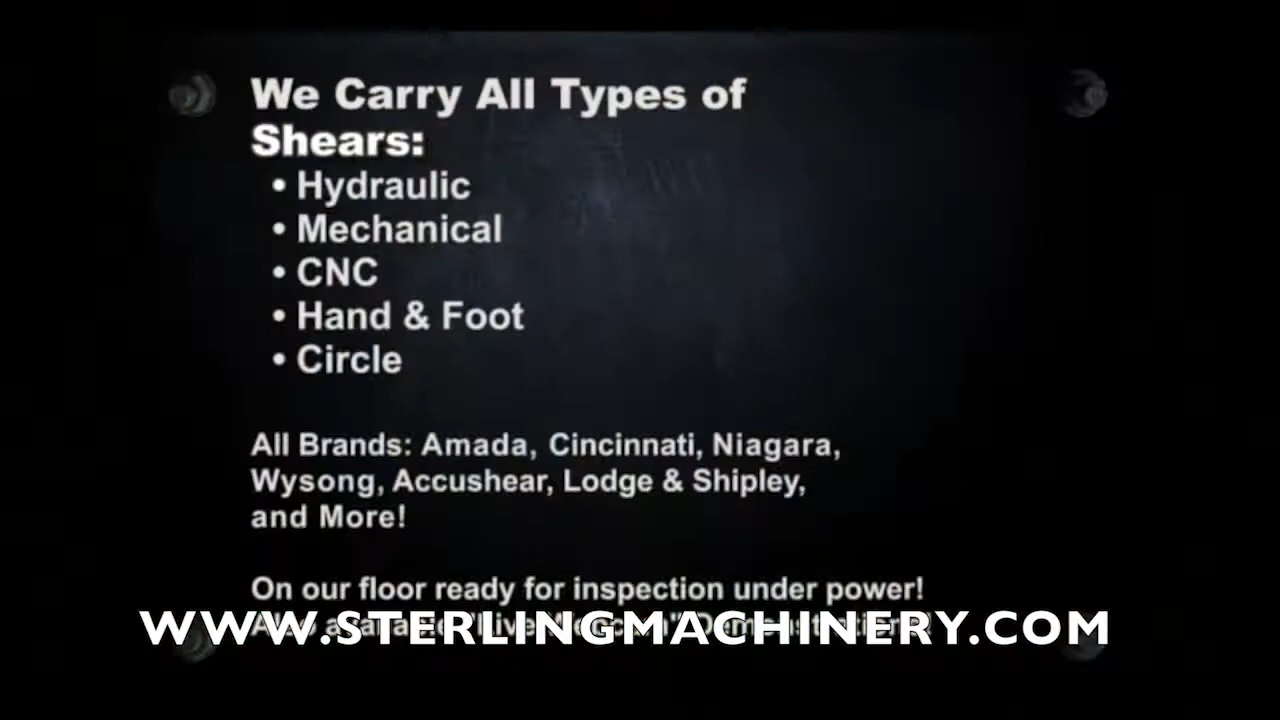 We Carry All Types of
Shears:
• Hydraulic
• Mechanical
• CNC
• Hand & Foot
• Circle
All Brands: Amada, Cincinnati, Niagara,
Wysong, Accushear, Lodge & Shipley,
and More!
On our floor ready for inspection under power!
WWW.STERLINGMACHINERY.COM